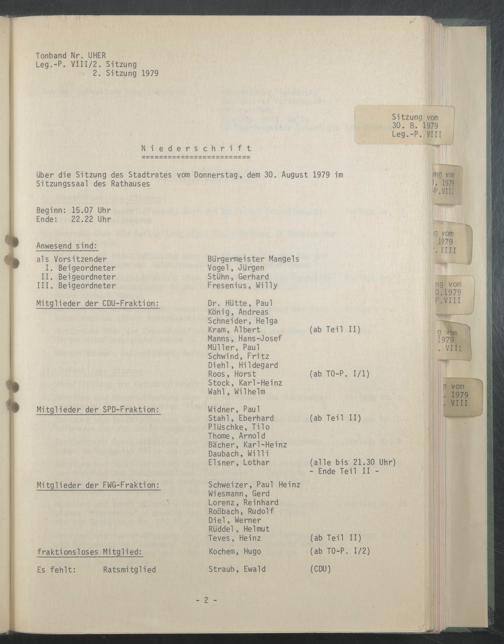 Tonband Nr. UHER
Leg.-P. VIII/2. Sitzung
2. Sitzung 1979
Sitzung vom
30. 8. 1979
Leg.-P. VIII
N i e d e r s c h r i f t
=========================
über die Sitzung des Stadtrates vom Donnerstag, dem 30. August 1979 im
Sitzungssaal des Rathauses
Beginn: 15.07 Uhr
Ende: 22.22 Uhr
Anwesend sind:
als Vorsitzender Bürgermeister Mangels
I. Beigeordneter Vogel, Jürgen
II. Beigeordneter Stühn, Gerhard
III. Beigeordneter Fresenius, Willy
Mitglieder der CDU-Fraktion: Dr. Hütte, Paul
König, Andreas
Schneider, Helga
Kram, Albert (ab Teil II)
Manns, Hans-Josef
Müller, Paul
Schwind, Fritz
Diehl, Hildegard
Roos, Horst (ab TO-P. I/1)
Stock, Karl-Heinz
Wahl, Wilhelm
Mitglieder der SPD-Fraktion: Widner, Paul
Stahl, Eberhard (ab Teil II)
Plüschke, Tilo
Thome, Arnold
Bächer, Karl-Heinz
Daubach, Willi
Elsner, Lothar (alle bis 21.30 Uhr)
- Ende Teil II -
Mitglieder der FWG-Fraktion: Schweizer, Paul Heinz
Wiesmann, Gerd
Lorenz, Reinhard
Roßbach, Rudolf
Diel, Werner
Rüddel, Helmut
Teves, Heinz (ab Teil II)
fraktionsloses Mitglied: Kochem, Hugo (ab TO-P. I/2)
Es fehlt: Ratsmitglied Straub, Ewald (CDU)
- 2 -